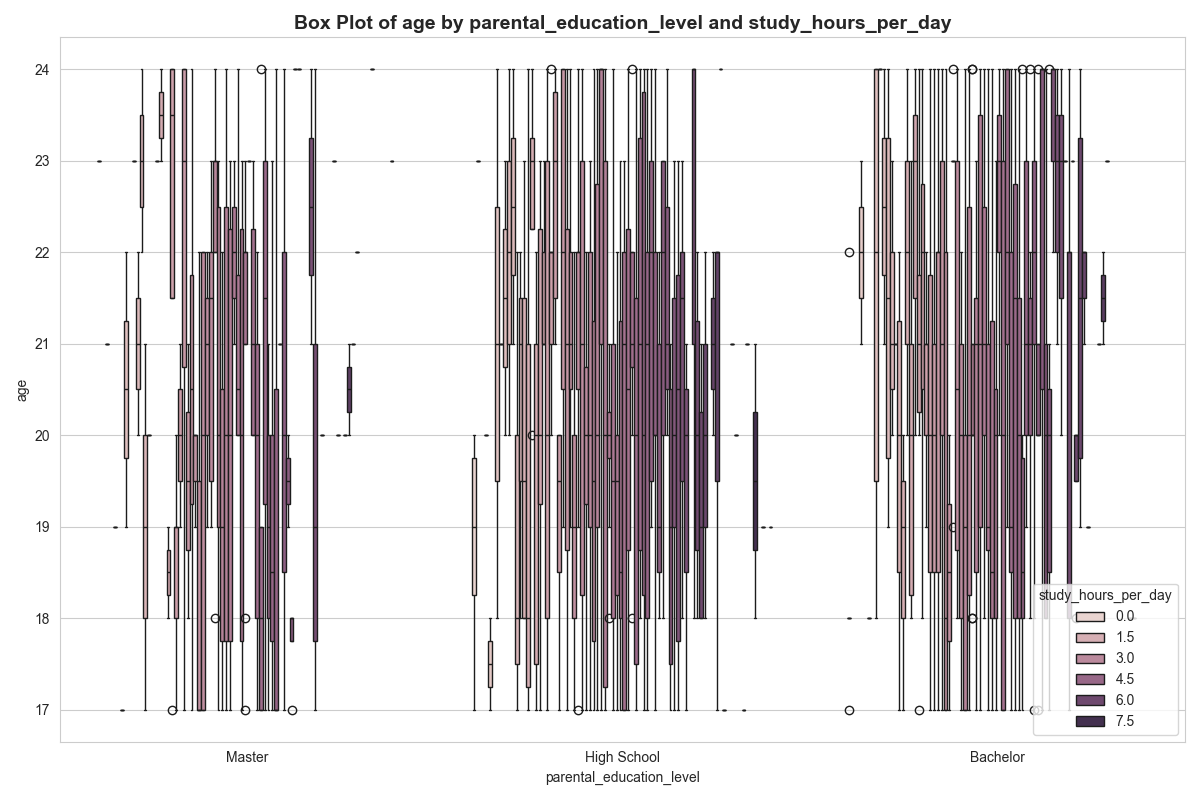 Box Plot of age by parental_education_level and study_hours_per_day
24
23
22
21
20
19
18
17
age
Master
High School
Bachelor
parental_education_level
study_hours_per_day
0.0
1.5
3.0
4.5
6.0
7.5